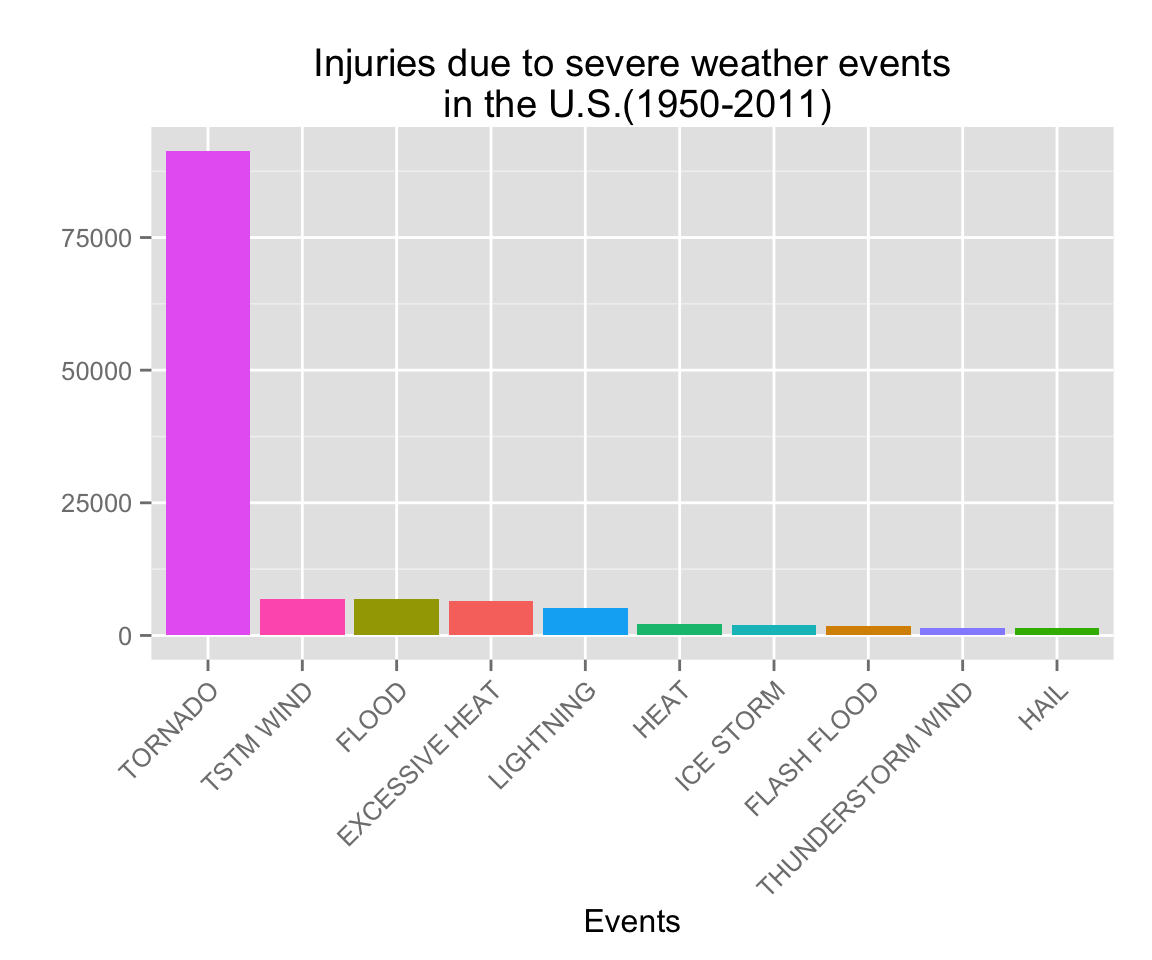 Injuries due to severe weather events
in the U.S.(1950-2011)
75000
50000
25000
0
TORNADO
TSTM WIND
FLOOD
EXCESSIVE HEAT
LIGHTNING
HEAT
ICE STORM
FLASH FLOOD
THUNDERSTORM WIND
HAIL
Events